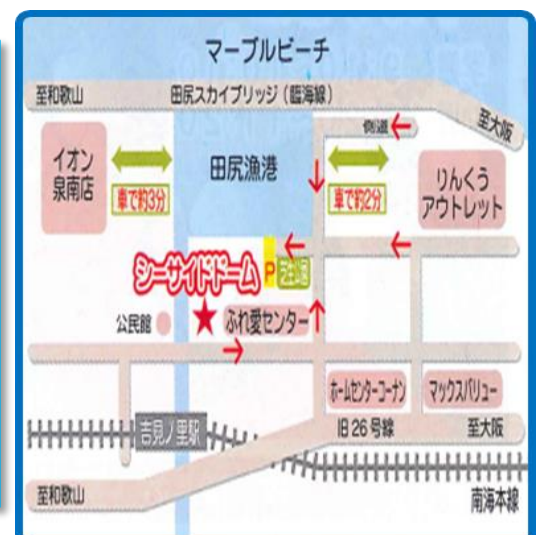 マーブルビーチ
至和歌山
田尻スカイブリッジ(臨海線)
至大阪
側道
イオン
泉南店
車で約3分
田尻漁港
車で約2分
りんくう
アウトレット
シーサイドドーム
P
芝生公園
公民館
ふれ愛センター
ホームセンターコーナン
マックスバリュー
吉見ノ里駅
旧26号線
至大阪
至和歌山
南海本線